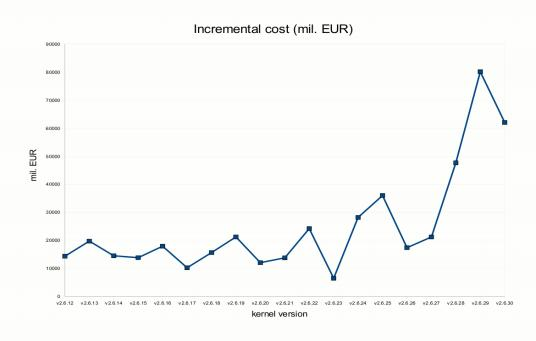 Incremental cost (mil. EUR)
90000
80000
70000
60000
50000
40000
30000
20000
10000
0
mil. EUR
v2.6.12 v2.6.13 v2.6.14 v2.6.15 v2.6.16 v2.6.17 v2.6.18 v2.6.19 v2.6.20 v2.6.21 v2.6.22 v2.6.23 v2.6.24 v2.6.25 v2.6.26 v2.6.27 v2.6.28 v2.6.29 v2.6.30
kernel version